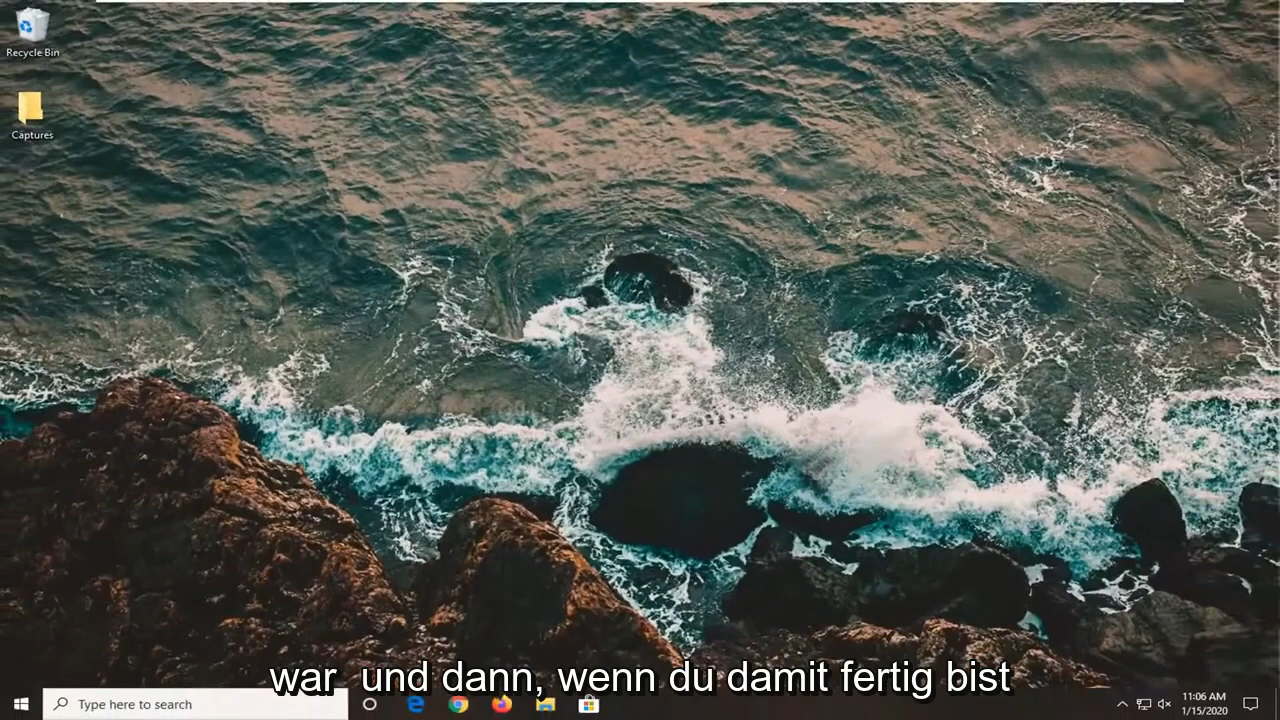 Recycle Bin
Captures
war  und dann, wenn du damit fertig bist
Type here to search
11:06 AM
1/15/2020